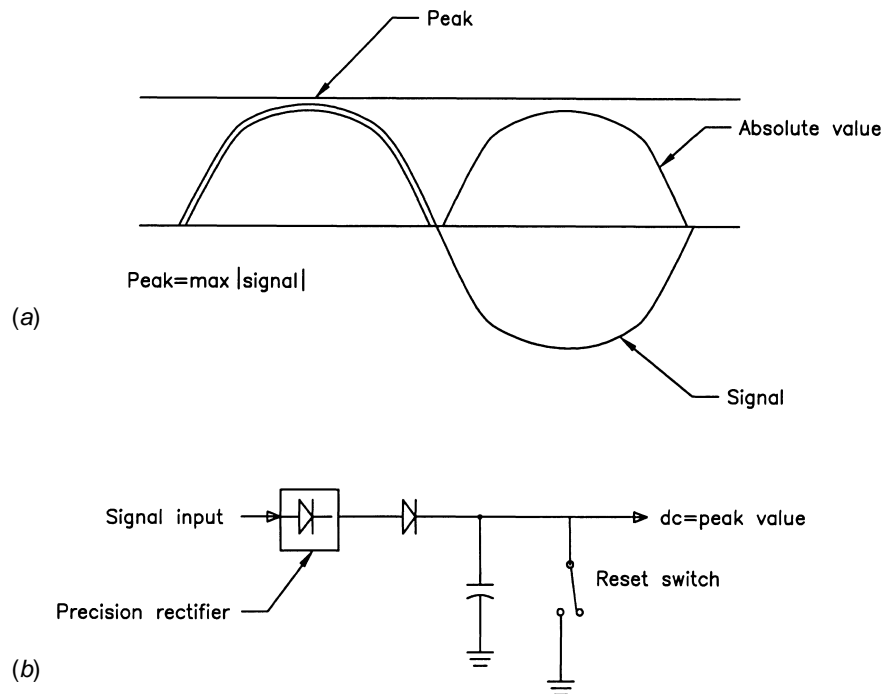 Peak
Absolute value
Peak=max |signal|
(a)
Signal
Signal input
dc=peak value
Reset switch
Precision rectifier
(b)